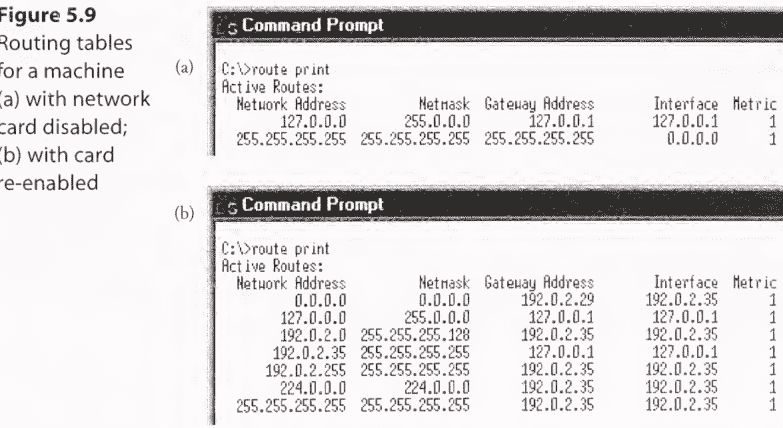 Figure 5.9
Routing tables
for a machine
(a) with network
card disabled;
(b) with card
re-enabled
(a)
Command Prompt
C:\>route print
Active Routes:
Network Address Netmask Gateway Address Interface Metric
127.0.0.0 255.0.0.0 127.0.0.1 127.0.0.1 1
255.255.255.255 255.255.255.255 255.255.255.255 0.0.0.0 1
(b)
Command Prompt
C:\>route print
Active Routes:
Network Address Netmask Gateway Address Interface Metric
0.0.0.0 0.0.0.0 192.0.2.29 192.0.2.35 1
127.0.0.0 255.0.0.0 127.0.0.1 127.0.0.1 1
192.0.2.0 255.255.255.128 192.0.2.35 192.0.2.35 1
192.0.2.35 255.255.255.255 127.0.0.1 127.0.0.1 1
192.0.2.255 255.255.255.255 192.0.2.35 192.0.2.35 1
224.0.0.0 224.0.0.0 192.0.2.35 192.0.2.35 1
255.255.255.255 255.255.255.255 192.0.2.35 192.0.2.35 1